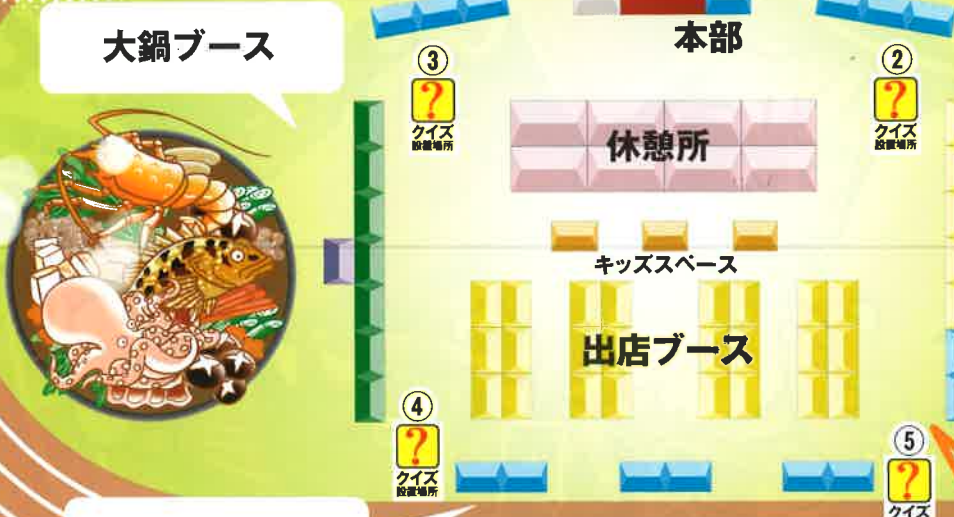 大鍋ブース
本部
③
?
クイズ
設置場所
②
?
クイズ
設置場所
休憩所
キッズスペース
出店ブース
④
?
クイズ
設置場所
⑤
?
クイズ